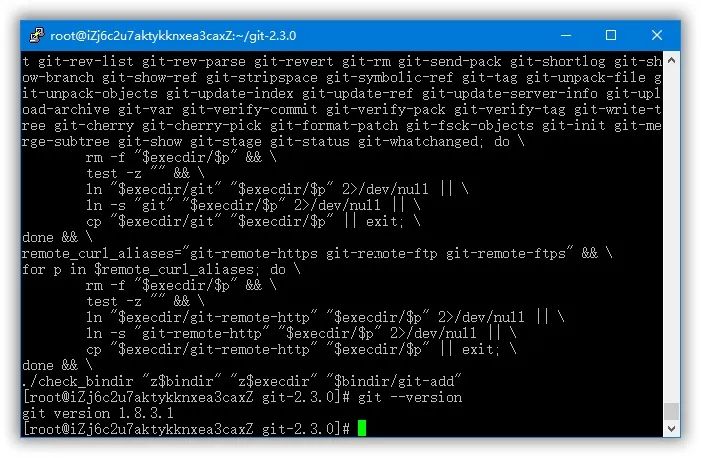 root@iZj6c2u7aktykknxea3caxZ:~/git-2.3.0
t git-rev-list git-rev-parse git-revert git-rm git-send-pack git-shortlog git-sh
ow-branch git-show-ref git-stripspace git-symbolic-ref git-tag git-unpack-file g
it-unpack-objects git-update-index git-update-ref git-update-server-info git-upl
oad-archive git-var git-verify-commit git-verify-pack git-verify-tag git-write-t
ree git-cherry git-cherry-pick git-format-patch git-fsck-objects git-init git-me
rge-subtree git-show git-stage git-status git-whatchanged; do \
rm -f "$execdir/$p" && \
test -z "" && \
ln "$execdir/git" "$execdir/$p" 2>/dev/null || \
ln -s "git" "$execdir/$p" 2>/dev/null || \
cp "$execdir/git" "$execdir/$p" || exit; \
done && \
remote_curl_aliases="git-remote-https git-remote-ftp git-remote-ftps" && \
for p in $remote_curl_aliases; do \
rm -f "$execdir/$p" && \
test -z "" && \
ln "$execdir/git-remote-http" "$execdir/$p" 2>/dev/null || \
ln -s "git-remote-http" "$execdir/$p" 2>/dev/null || \
cp "$execdir/git-remote-http" "$execdir/$p" || exit; \
done && \
./check_bindir "z$bindir" "z$execdir" "$bindir/git-add"
[root@iZj6c2u7aktykknxea3caxZ git-2.3.0]# git --version
git version 1.8.3.1
[root@iZj6c2u7aktykknxea3caxZ git-2.3.0]#